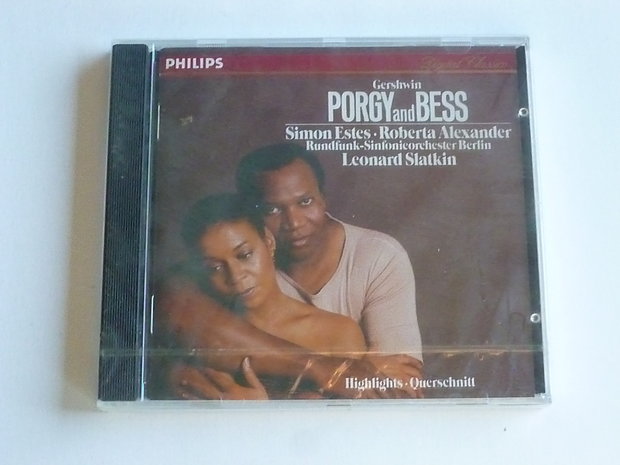 PHILIPS
Digital Classics
Gershwin
PORGY and BESS
Simon Estes · Roberta Alexander
Rundfunk-Sinfonieorchester Berlin
Leonard Slatkin
Highlights · Querschnitt